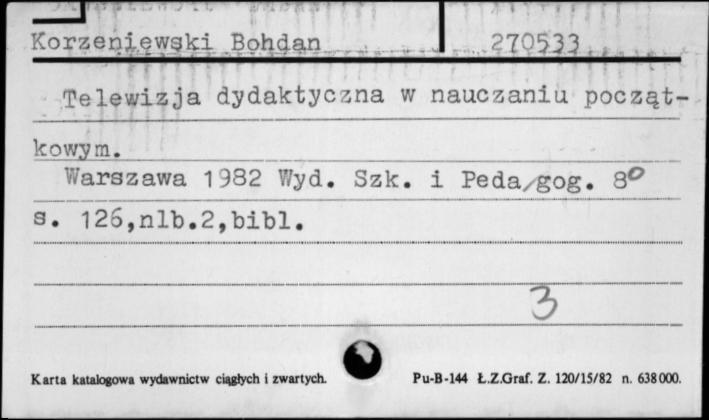 Korzeniewski Bohdan 270533
Telewizja dydaktyczna w nauczaniu począt-
kowym.
Warszawa 1982 Wyd. Szk. i Peda gog. 8°
s. 126,nlb.2,bibl.
3
Karta katalogowa wydawnictw ciągłych i zwartych. Pu-B-144 Ł.Z.Graf. Z. 120/15/82 n. 638000.